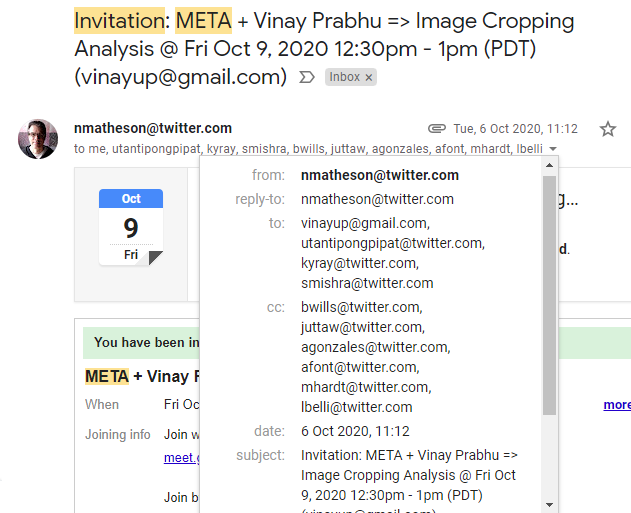 Invitation: META + Vinay Prabhu => Image Cropping
Analysis @ Fri Oct 9, 2020 12:30pm - 1pm (PDT)
(vinayup@gmail.com) Inbox ×
nmatheson@twitter.com Tue, 6 Oct 2020, 11:12
to me, utantipongpipat, kyray, smishra, bwills, juttaw, agonzales, afont, mhardt, lbelli
Oct
9
Fri
g...
d.
from: nmatheson@twitter.com
reply-to: nmatheson@twitter.com
to: vinayup@gmail.com,
utantipongpipat@twitter.com,
kyray@twitter.com,
smishra@twitter.com
cc: bwills@twitter.com,
juttaw@twitter.com,
agonzales@twitter.com,
afont@twitter.com,
mhardt@twitter.com,
lbelli@twitter.com
date: 6 Oct 2020, 11:12
subject: Invitation: META + Vinay Prabhu =>
Image Cropping Analysis @ Fri Oct
9, 2020 12:30pm - 1pm (PDT)
(vinayup@gmail.com)
You have been in
META + Vinay P
When Fri Oc
more
Joining info Join w
meet.g
Join b